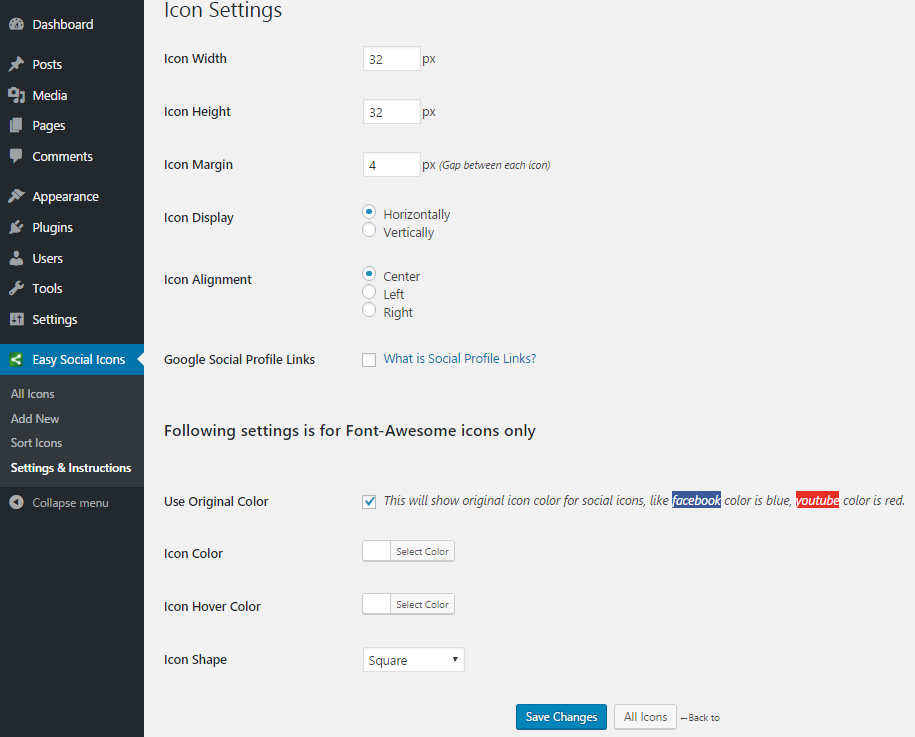 Dashboard
Posts
Media
Pages
Comments
Appearance
Plugins
Users
Tools
Settings
Easy Social Icons
All Icons
Add New
Sort Icons
Settings & Instructions
Collapse menu
Icon Settings
Icon Width 32 px
Icon Height 32 px
Icon Margin 4 px (Gap between each icon)
Icon Display Horizontally
Vertically
Icon Alignment Center
Left
Right
Google Social Profile Links What is Social Profile Links?
Following settings is for Font-Awesome icons only
Use Original Color This will show original icon color for social icons, like facebook color is blue, youtube color is red.
Icon Color Select Color
Icon Hover Color Select Color
Icon Shape Square
Save Changes All Icons ←Back to